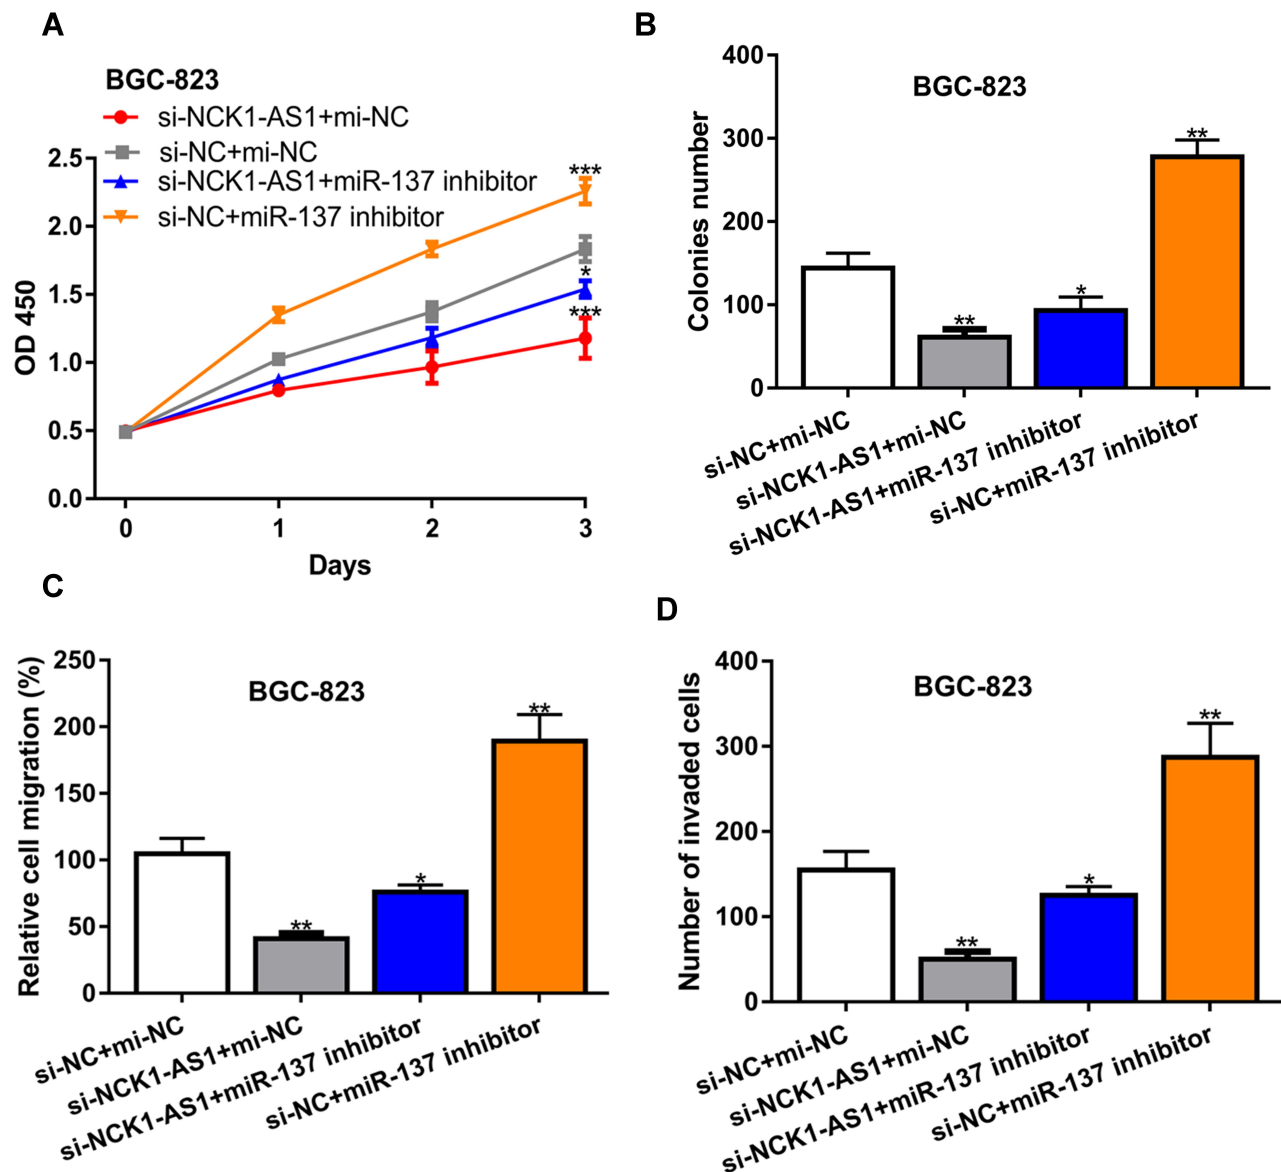 A
BGC-823
si-NCK1-AS1+mi-NC
si-NC+mi-NC
si-NCK1-AS1+miR-137 inhibitor
si-NC+miR-137 inhibitor
OD 450
2.5
2.0
1.5
1.0
0.5
0.0
***
*
***
0 1 2 3
Days
B
BGC-823
Colonies number
400
300
200
100
0
**
*
**
si-NC+mi-NC
si-NCK1-AS1+mi-NC
si-NCK1-AS1+miR-137 inhibitor
si-NC+miR-137 inhibitor
C
BGC-823
Relative cell migration (%)
250
200
150
100
50
0
**
*
**
si-NC+mi-NC
si-NCK1-AS1+mi-NC
si-NCK1-AS1+miR-137 inhibitor
si-NC+miR-137 inhibitor
D
BGC-823
Number of invaded cells
400
300
200
100
0
**
*
**
si-NC+mi-NC
si-NCK1-AS1+mi-NC
si-NCK1-AS1+miR-137 inhibitor
si-NC+miR-137 inhibitor